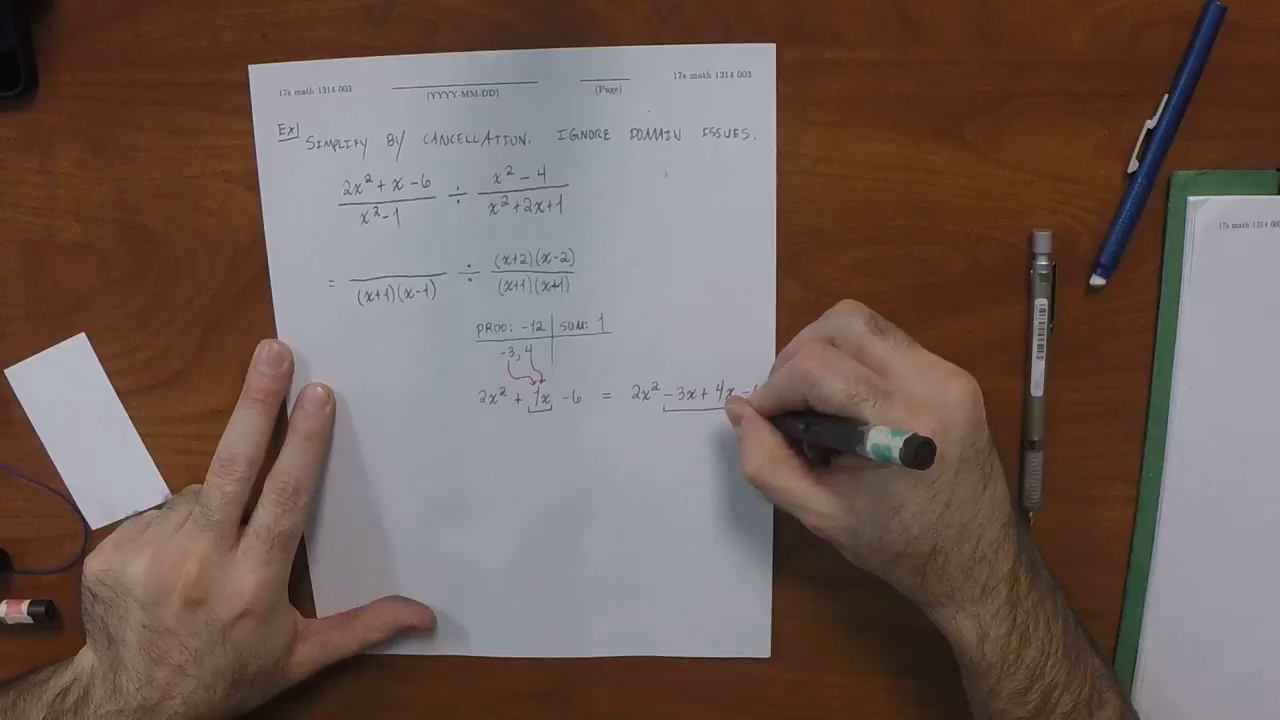 17s math 1314 003 (YYYY-MM-DD) (Page) 17s math 1314 003
Ex) SIMPLIFY BY CANCELLATION. IGNORE DOMAIN ISSUES.
2x² + x - 6 / x² - 1 ÷ x² - 4 / x² + 2x + 1
= / (x+1)(x-1) ÷ (x+2)(x-2) / (x+1)(x+1)
PROD: -12 | SUM: 1
-3, 4
2x² + 1x - 6 = 2x² - 3x + 4x -
17s math 1314 003